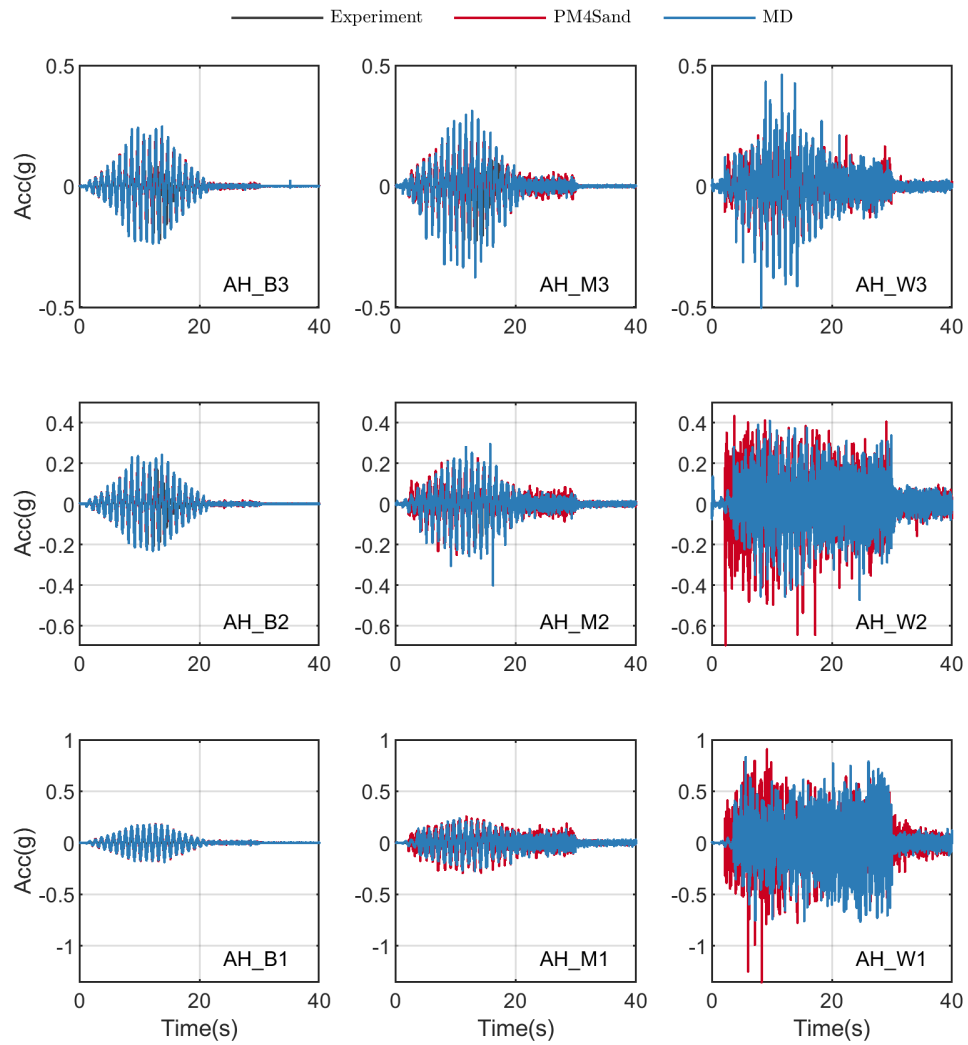 Experiment PM4Sand MD
0.5 0.5 0.5
Acc(g) 0 0 0
AH_B3 AH_M3 AH_W3
-0.5 -0.5 -0.5
0 20 40 0 20 40 0 20 40
0.4 0.4 0.4
0.2 0.2 0.2
Acc(g) 0 0 0
-0.2 -0.2 -0.2
-0.4 -0.4 -0.4
-0.6 AH_B2 -0.6 AH_M2 -0.6 AH_W2
0 20 40 0 20 40 0 20 40
1 1 1
0.5 0.5 0.5
Acc(g) 0 0 0
-0.5 -0.5 -0.5
-1 AH_B1 -1 AH_M1 -1 AH_W1
0 20 40 0 20 40 0 20 40
Time(s) Time(s) Time(s)